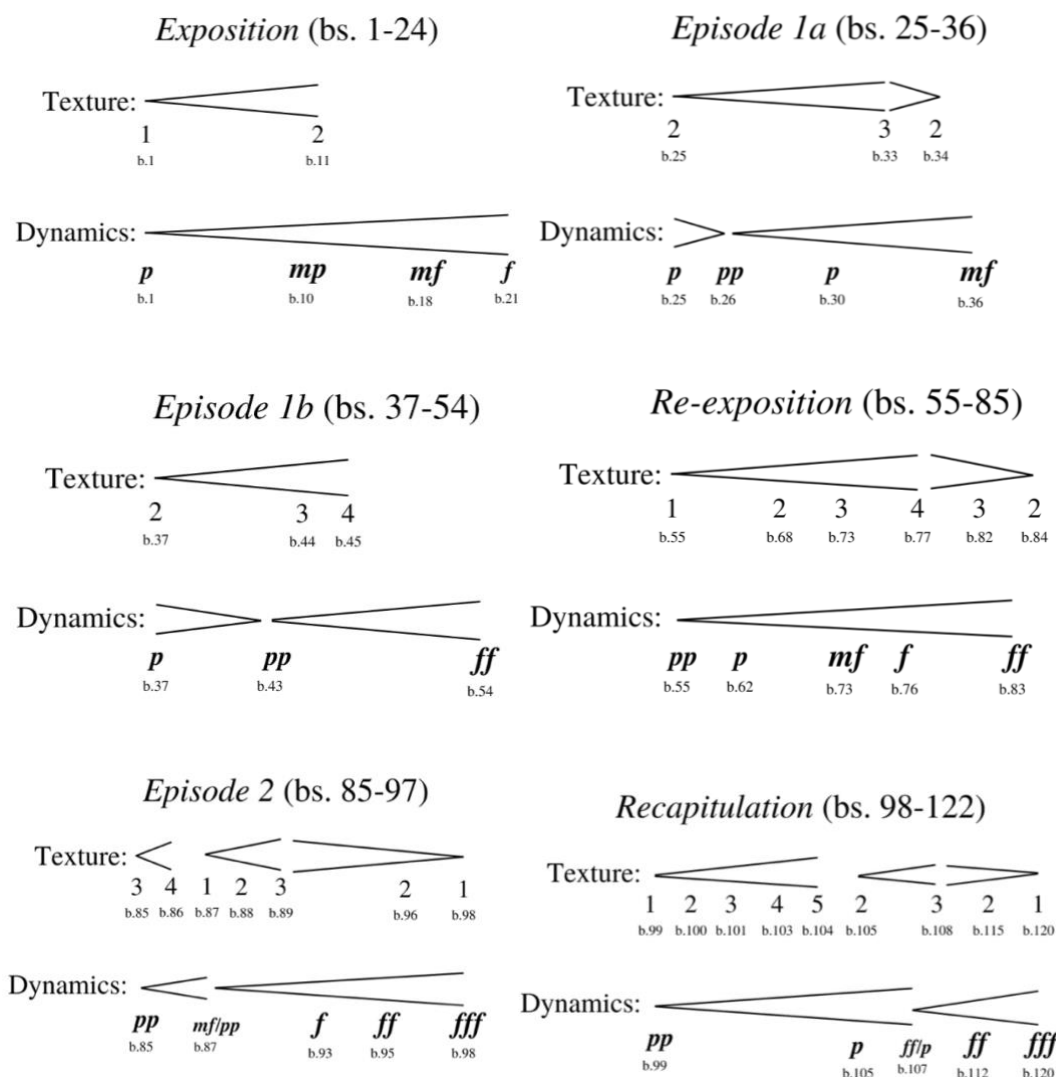 Exposition (bs. 1-24)
Texture:
1 2
b.1 b.11
Dynamics:
p mp mf f
b.1 b.10 b.18 b.21
Episode 1a (bs. 25-36)
Texture:
2 3 2
b.25 b.33 b.34
Dynamics:
p pp p mf
b.25 b.26 b.30 b.36
Episode 1b (bs. 37-54)
Texture:
2 3 4
b.37 b.44 b.45
Dynamics:
p pp ff
b.37 b.43 b.54
Re-exposition (bs. 55-85)
Texture:
1 2 3 4 3 2
b.55 b.68 b.73 b.77 b.82 b.84
Dynamics:
pp p mf f ff
b.55 b.62 b.73 b.76 b.83
Episode 2 (bs. 85-97)
Texture:
3 4 1 2 3 2 1
b.85 b.86 b.87 b.88 b.89 b.96 b.98
Dynamics:
pp mf/pp f ff fff
b.85 b.87 b.93 b.95 b.98
Recapitulation (bs. 98-122)
Texture:
1 2 3 4 5 2 3 2 1
b.99 b.100 b.101 b.103 b.104 b.105 b.108 b.115 b.120
Dynamics:
pp p ff/p ff fff
b.99 b.105 b.107 b.112 b.120